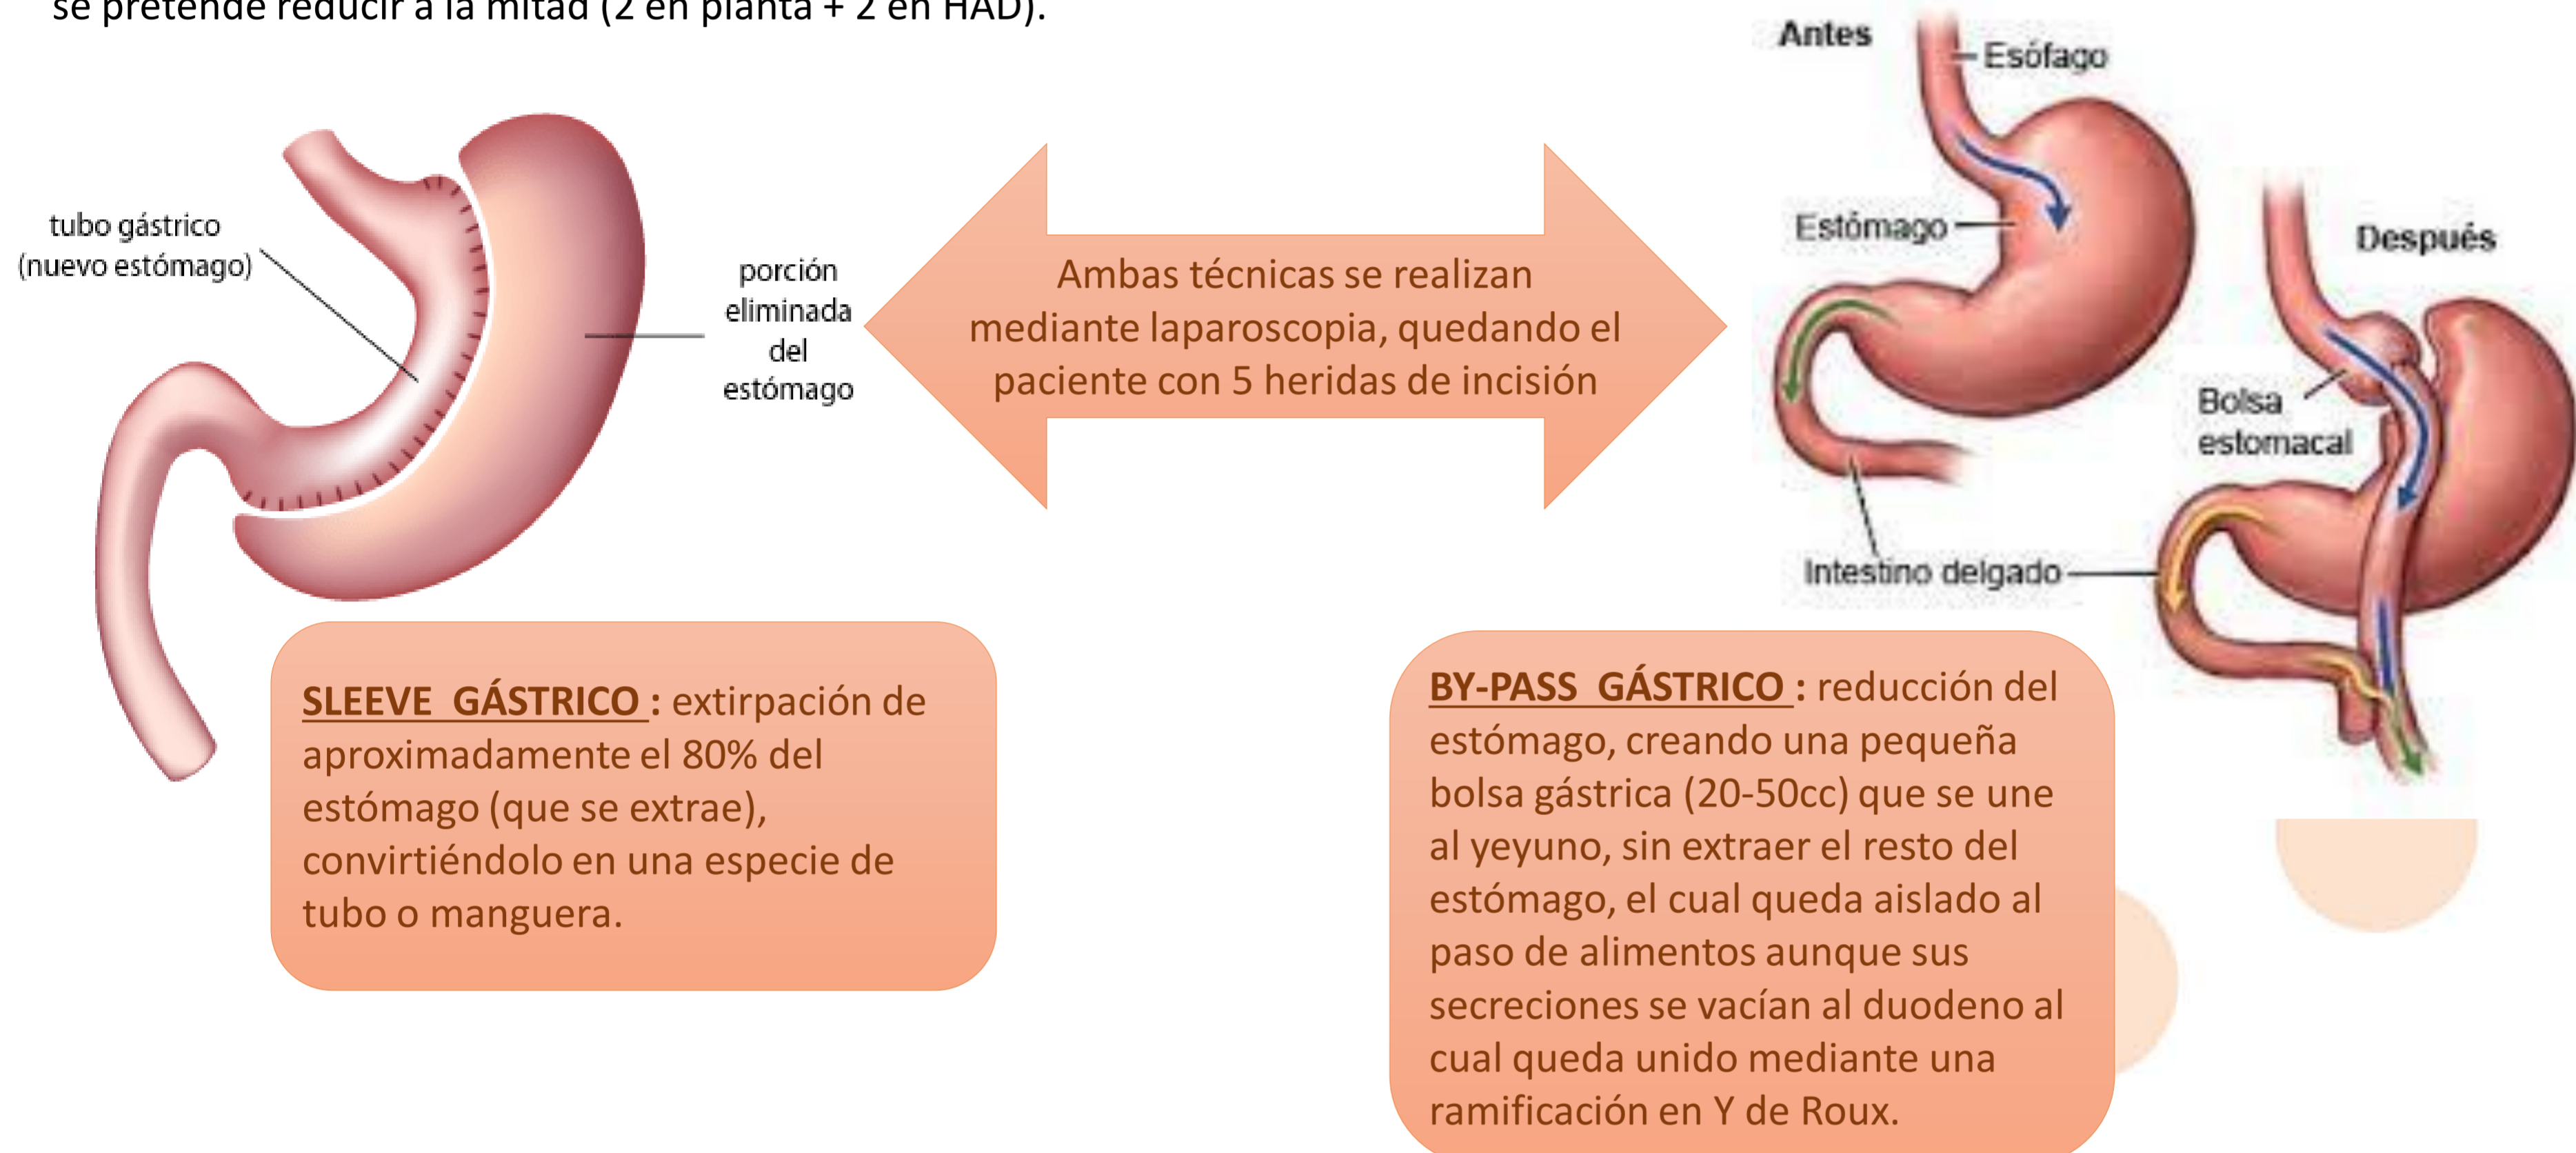 se pretende reducir a la mitad (2 en planta + 2 en HAD).
Antes
Esófago
Estómago
Después
Bolsa
estomacal
Intestino delgado
tubo gástrico
(nuevo estómago)
porción
eliminada
del
estómago
Ambas técnicas se realizan
mediante laparoscopia, quedando el
paciente con 5 heridas de incisión
SLEEVE GÁSTRICO : extirpación de
aproximadamente el 80% del
estómago (que se extrae),
convirtiéndolo en una especie de
tubo o manguera.
BY-PASS GÁSTRICO : reducción del
estómago, creando una pequeña
bolsa gástrica (20-50cc) que se une
al yeyuno, sin extraer el resto del
estómago, el cual queda aislado al
paso de alimentos aunque sus
secreciones se vacían al duodeno al
cual queda unido mediante una
ramificación en Y de Roux.